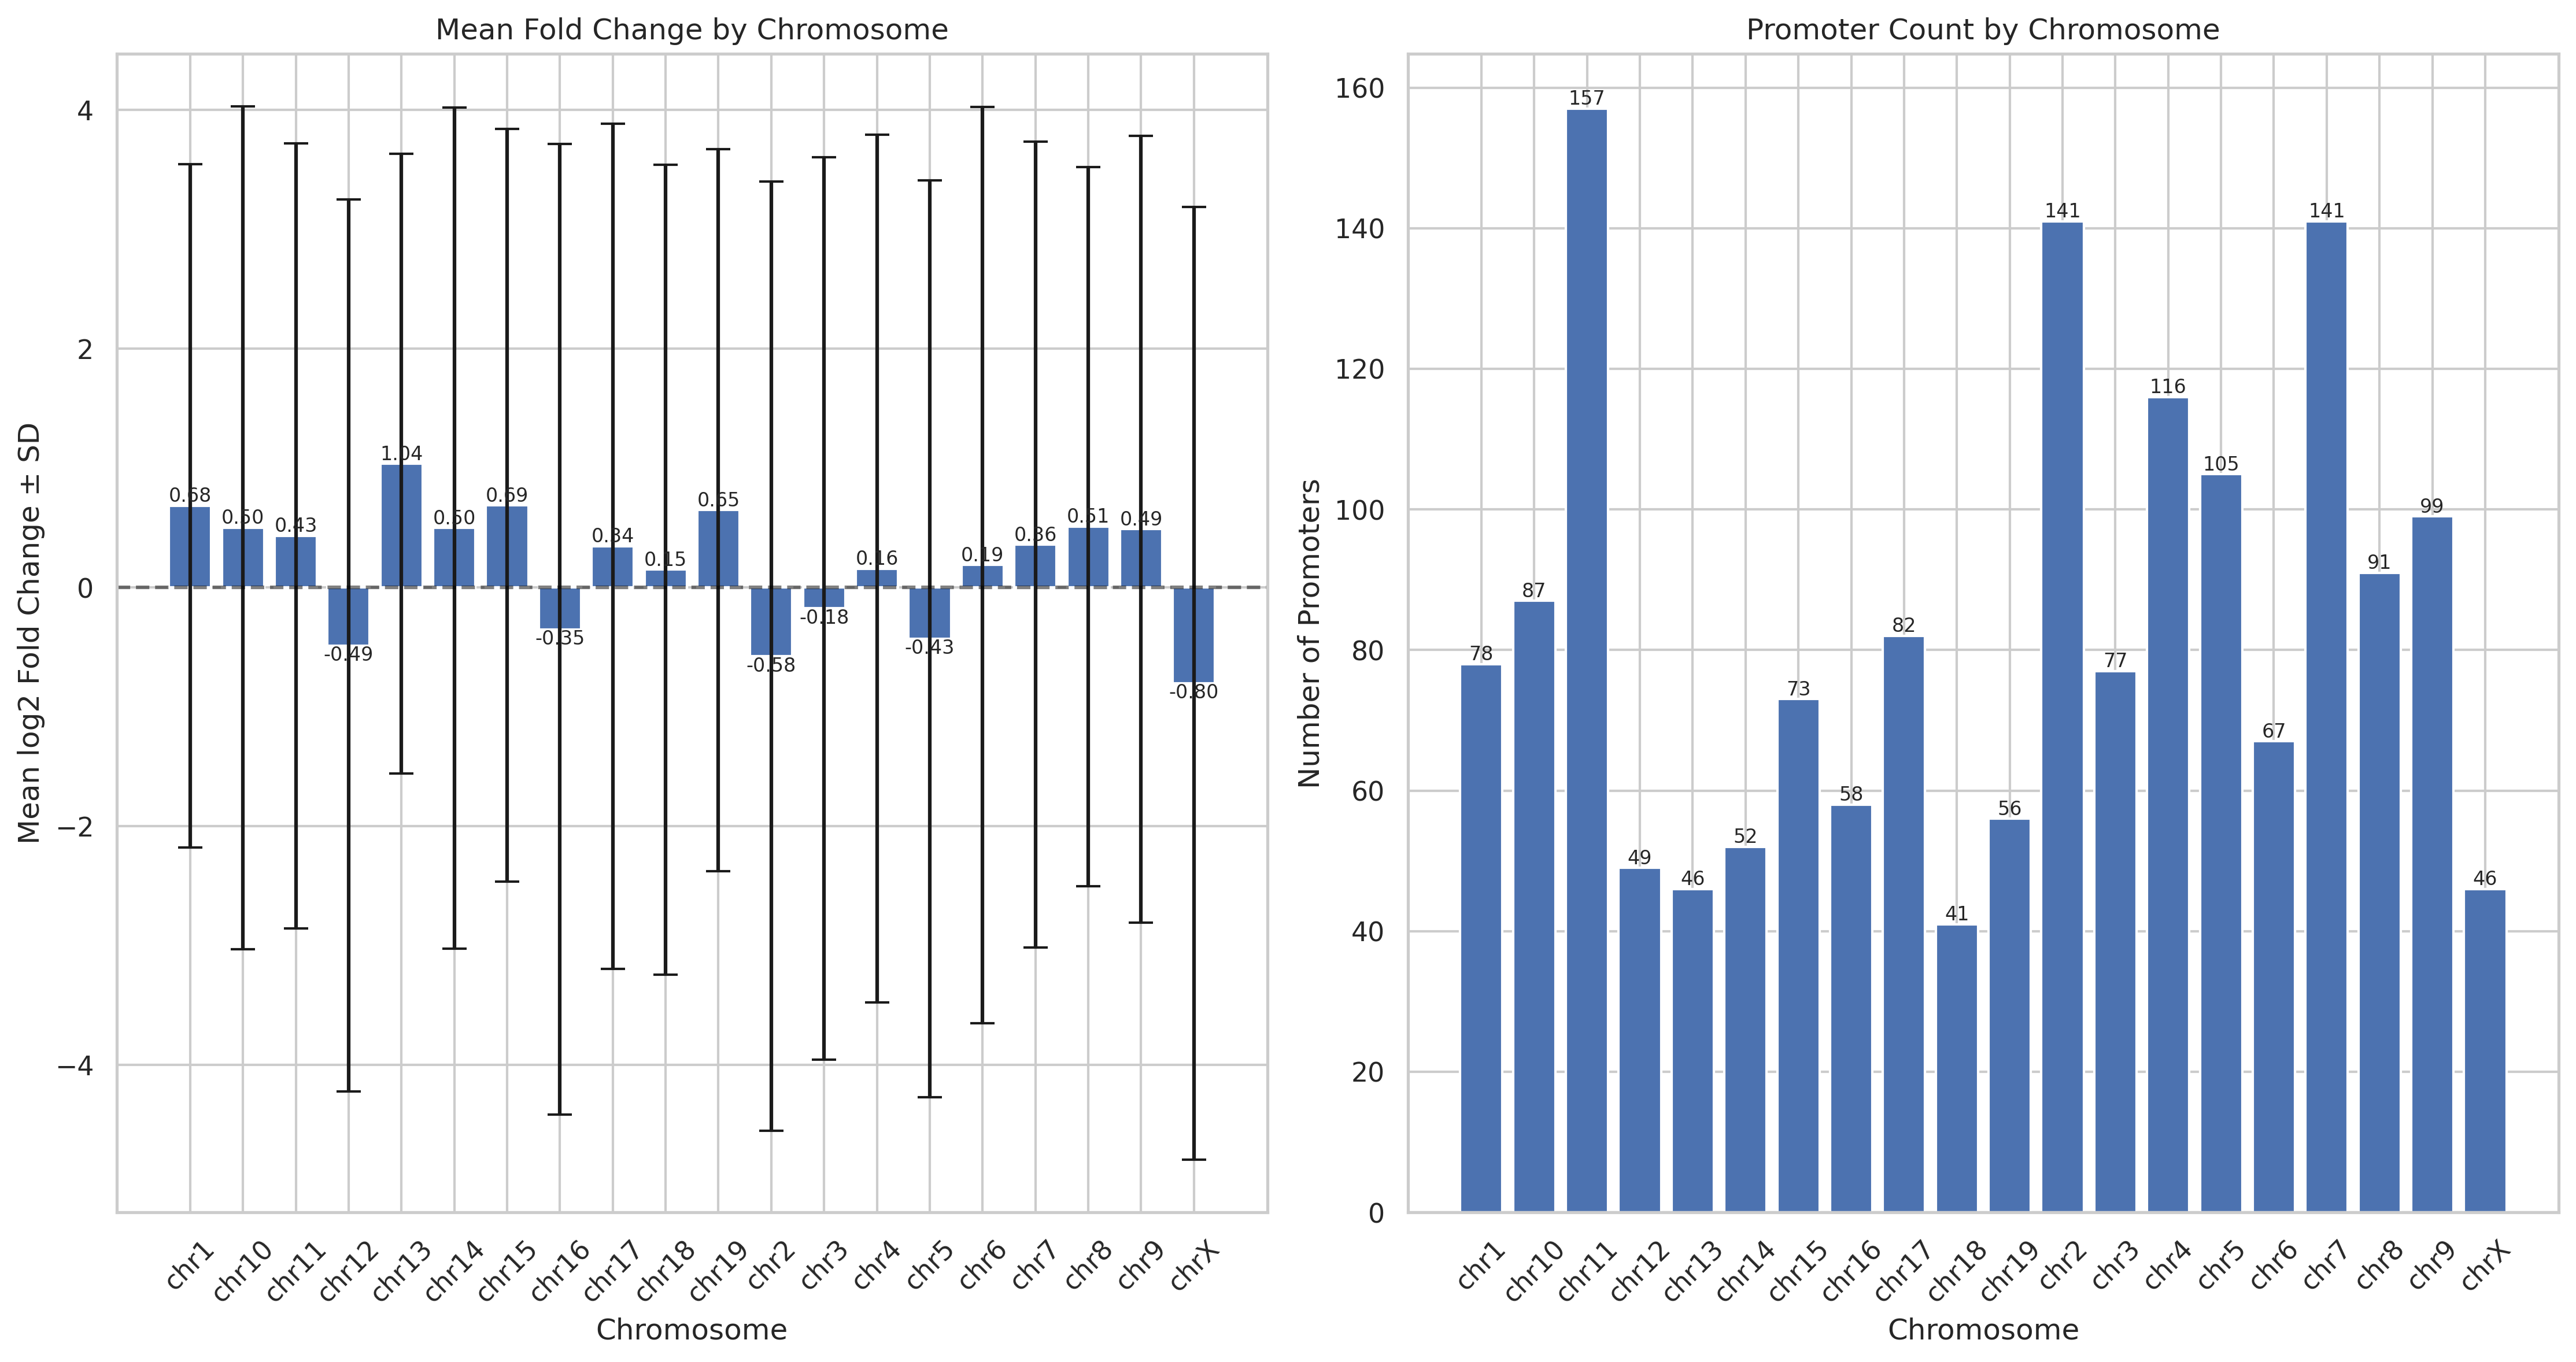 Mean Fold Change by Chromosome
Mean log2 Fold Change ± SD
4
2
0
−2
−4
0.68
0.50
0.43
-0.49
1.04
0.50
0.69
-0.35
0.34
0.15
0.65
-0.58
-0.18
0.16
-0.43
0.19
0.36
0.51
0.49
-0.80
chr1
chr10
chr11
chr12
chr13
chr14
chr15
chr16
chr17
chr18
chr19
chr2
chr3
chr4
chr5
chr6
chr7
chr8
chr9
chrX
Chromosome
Promoter Count by Chromosome
Number of Promoters
160
140
120
100
80
60
40
20
0
78
87
157
49
46
52
73
58
82
41
56
141
77
116
105
67
141
91
99
46
chr1
chr10
chr11
chr12
chr13
chr14
chr15
chr16
chr17
chr18
chr19
chr2
chr3
chr4
chr5
chr6
chr7
chr8
chr9
chrX
Chromosome